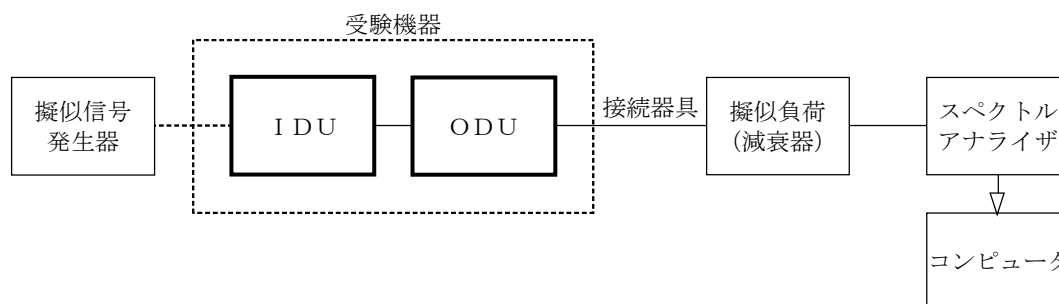 受験機器
擬似信号
発生器
ＩＤＵ
ＯＤＵ
接続器具
擬似負荷
(減衰器)
スペクトル
アナライザ
コンピュータ